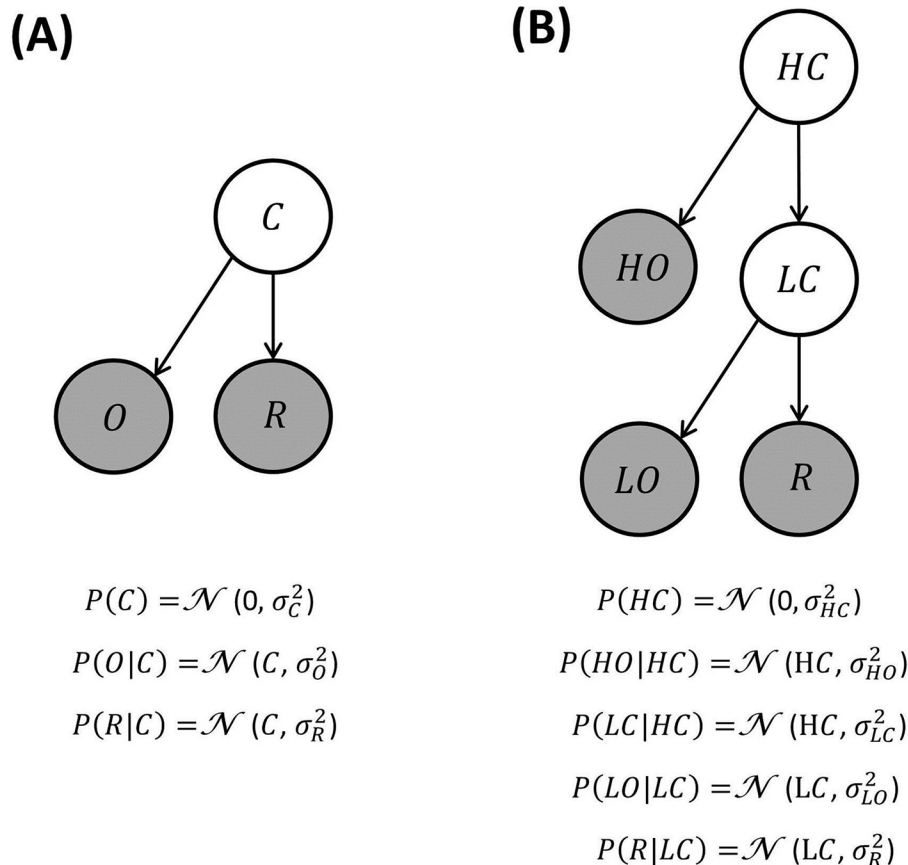 (A)
C
O
R
P(C) = 𝒩 (0, σ_C^2)
P(O|C) = 𝒩 (C, σ_O^2)
P(R|C) = 𝒩 (C, σ_R^2)
(B)
HC
HO
LC
LO
R
P(HC) = 𝒩 (0, σ_HC^2)
P(HO|HC) = 𝒩 (HC, σ_HO^2)
P(LC|HC) = 𝒩 (HC, σ_LC^2)
P(LO|LC) = 𝒩 (LC, σ_LO^2)
P(R|LC) = 𝒩 (LC, σ_R^2)